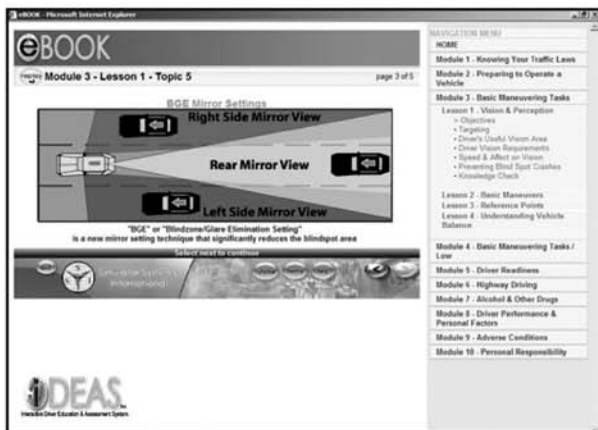 eBOOK - Microsoft Internet Explorer
eBOOK
Module 3 - Lesson 1 - Topic 5
page 3 of 5
BGE Mirror Settings
Right Side Mirror View
Rear Mirror View
Left Side Mirror View
"BGE" or "Blindzone/Glare Elimination Setting"
is a new mirror setting technique that significantly reduces the blindspot area
Select next to continue
International
iDEAS
Interactive Driver Education & Assessment System
NAVIGATION MENU
HOME
Module 1 - Knowing Your Traffic Laws
Module 2 - Preparing to Operate a
Vehicle
Module 3 - Basic Maneuvering Tasks
Lesson 1 - Vision & Perception
> Objectives
• Targeting
• Driver's Useful Vision Area
• Driver Vision Requirements
• Speed & Affect on Vision
• Preventing Blind Spot Crashes
• Knowledge Check
Lesson 2 - Basic Maneuvers
Lesson 3 - Reference Points
Lesson 4 - Understanding Vehicle
Balance
Module 4 - Basic Maneuvering Tasks /
Low
Module 5 - Driver Readiness
Module 6 - Highway Driving
Module 7 - Alcohol & Other Drugs
Module 8 - Driver Performance &
Personal Factors
Module 9 - Adverse Conditions
Module 10 - Personal Responsibility